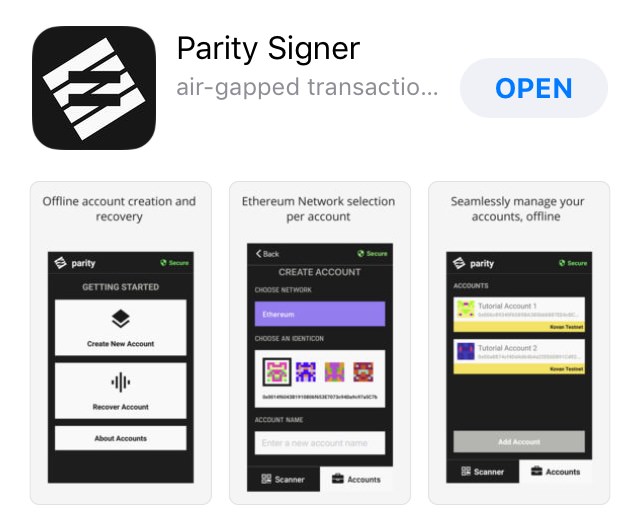 Parity Signer
air-gapped transactio...
OPEN
Offline account creation and
recovery
parity
Secure
GETTING STARTED
Create New Account
Recover Account
About Accounts
Ethereum Network selection
per account
Back
Secure
CREATE ACCOUNT
CHOOSE NETWORK
Ethereum
CHOOSE AN IDENTICON
ACCOUNT NAME
Enter a new account name
Scanner
Accounts
Seamlessly manage your
accounts, offline
parity
Secure
ACCOUNTS
Tutorial Account 1
Kovan Testnet
Tutorial Account 2
Kovan Testnet
Add Account
Scanner
Accounts